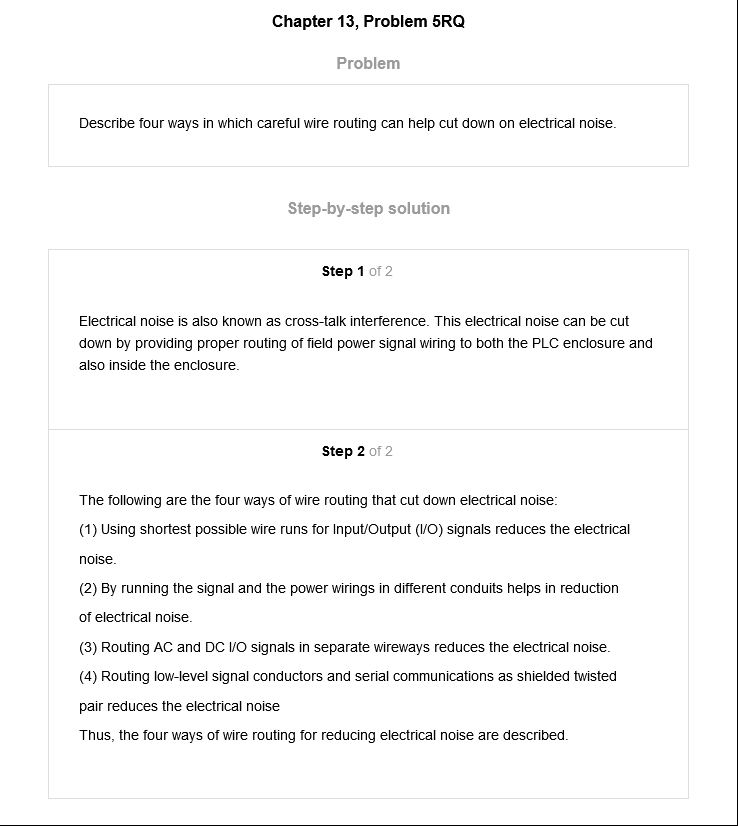 Chapter 13, Problem 5RQ
Problem
Describe four ways in which careful wire routing can help cut down on electrical noise.
Step-by-step solution
Step 1 of 2
Electrical noise is also known as cross-talk interference. This electrical noise can be cut
down by providing proper routing of field power signal wiring to both the PLC enclosure and
also inside the enclosure.
Step 2 of 2
The following are the four ways of wire routing that cut down electrical noise:
(1) Using shortest possible wire runs for Input/Output (I/O) signals reduces the electrical
noise.
(2) By running the signal and the power wirings in different conduits helps in reduction
of electrical noise.
(3) Routing AC and DC I/O signals in separate wireways reduces the electrical noise.
(4) Routing low-level signal conductors and serial communications as shielded twisted
pair reduces the electrical noise
Thus, the four ways of wire routing for reducing electrical noise are described.